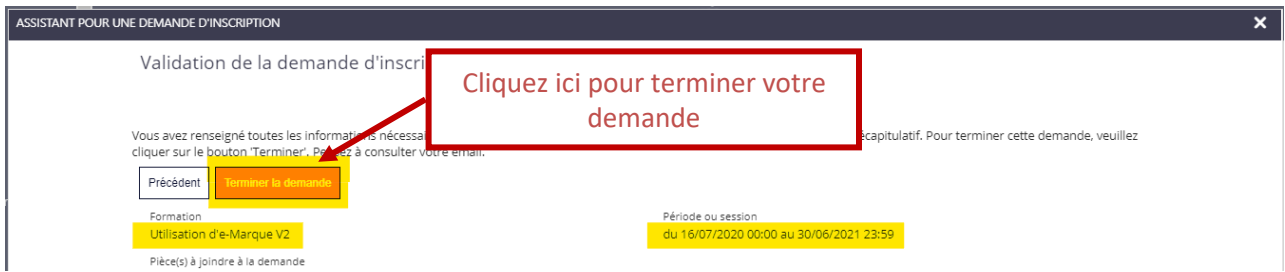 ASSISTANT POUR UNE DEMANDE D'INSCRIPTION
Validation de la demande d'inscri
Cliquez ici pour terminer votre
demande
Vous avez renseigné toutes les informations nécessai écapitulatif. Pour terminer cette demande, veuillez
cliquer sur le bouton 'Terminer'. Pensez à consulter votre email.
Précédent Terminer la demande
Formation Période ou session
Utilisation d'e-Marque V2 du 16/07/2020 00:00 au 30/06/2021 23:59
Pièce(s) à joindre à la demande